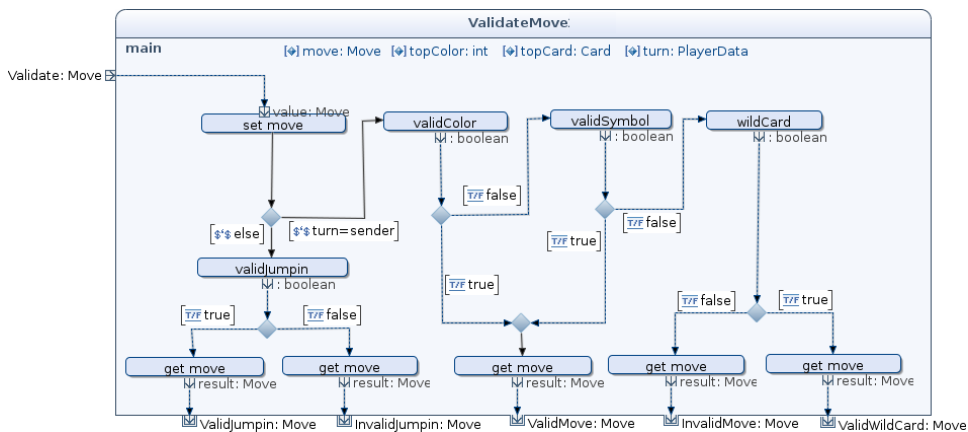 ValidateMove:
main
move: Move topColor: int topCard: Card turn: PlayerData
Validate: Move
value: Move
set move
validColor
: boolean
validSymbol
: boolean
wildCard
: boolean
T/F false
T/F false
$'$ else
$'$ turn=sender
T/F true
validJumpin
: boolean
T/F true
T/F true
T/F false
T/F false
T/F true
get move
get move
get move
get move
get move
result: Move
result: Move
result: Move
result: Move
result: Move
ValidJumpin: Move
InvalidJumpin: Move
ValidMove: Move
InvalidMove: Move
ValidWildCard: Move